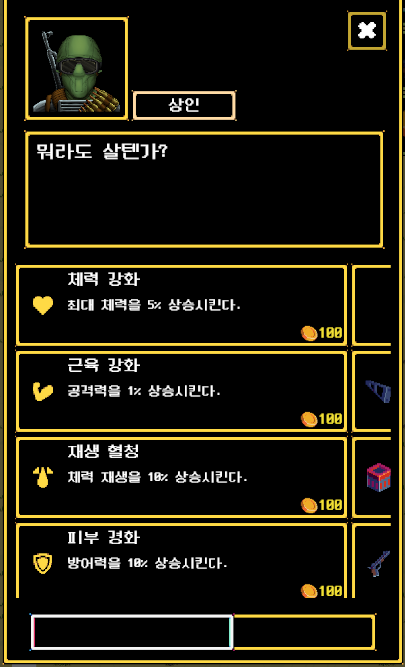 상인
뭐라도 살텐가?
체력 강화
최대 체력을 5% 상승시킨다.
100
근육 강화
공격력을 1% 상승시킨다.
100
재생 혈청
체력 재생을 10% 상승시킨다.
100
피부 경화
방어력을 10% 상승시킨다.
100